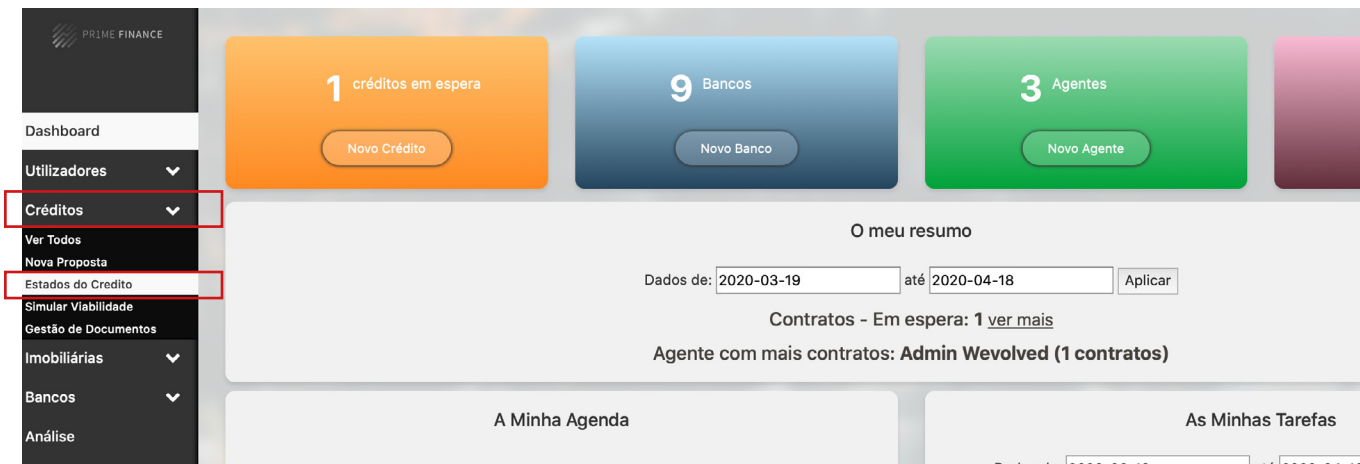 PR1ME FINANCE
Dashboard
Utilizadores
Créditos
Ver Todos
Nova Proposta
Estados do Credito
Simular Viabilidade
Gestão de Documentos
Imobiliárias
Bancos
Análise
1 créditos em espera
Novo Crédito
9 Bancos
Novo Banco
3 Agentes
Novo Agente
O meu resumo
Dados de: 2020-03-19 até 2020-04-18 Aplicar
Contratos - Em espera: 1 ver mais
Agente com mais contratos: Admin Wevolved (1 contratos)
A Minha Agenda
As Minhas Tarefas